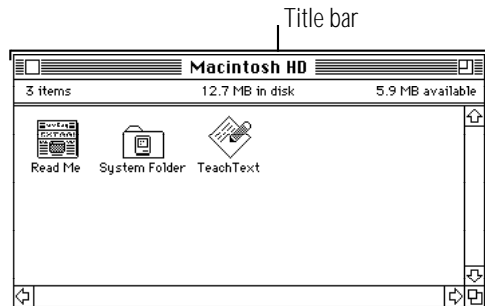 Title bar
Macintosh HD
3 items 12.7 MB in disk 5.9 MB available
Read Me System Folder TeachText